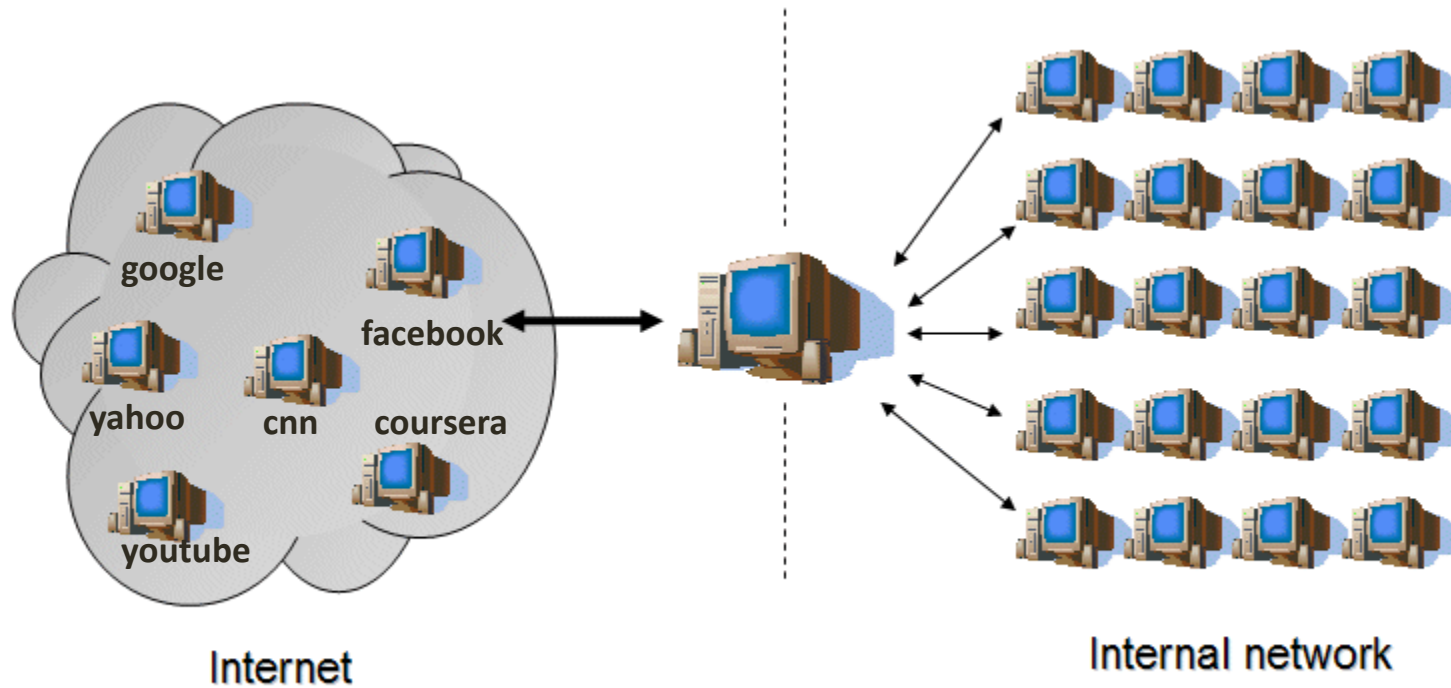 google
facebook
yahoo
cnn
coursera
youtube
Internet
Internal network